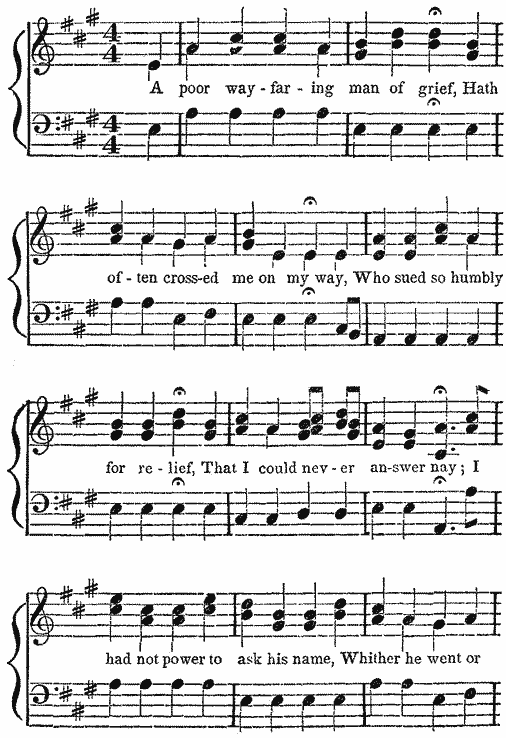 A poor way - far - ing man of grief, Hath
of - ten cross-ed me on my way, Who sued so humbly
for re - lief, That I could nev - er an-swer nay; I
had not power to ask his name, Whither he went or